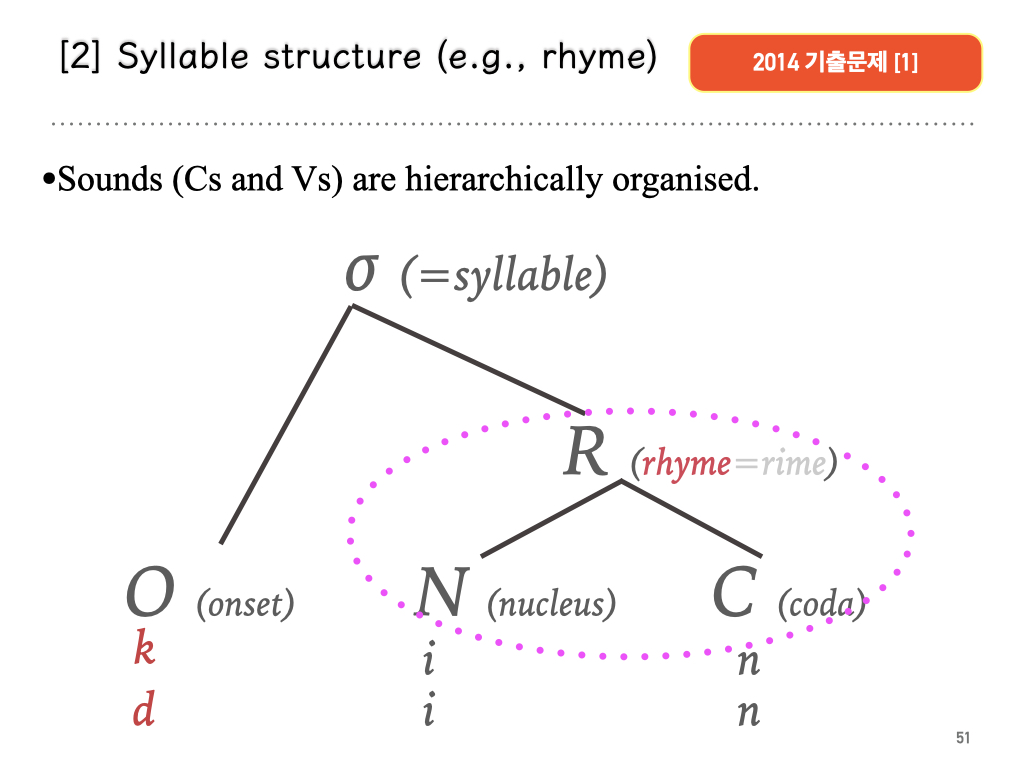 [2] Syllable structure (e.g., rhyme)
2014 기출문제 [1]
•Sounds (Cs and Vs) are hierarchically organised.
σ (=syllable)
R (rhyme=rime)
O (onset) N (nucleus) C (coda)
k i n
d i n
51